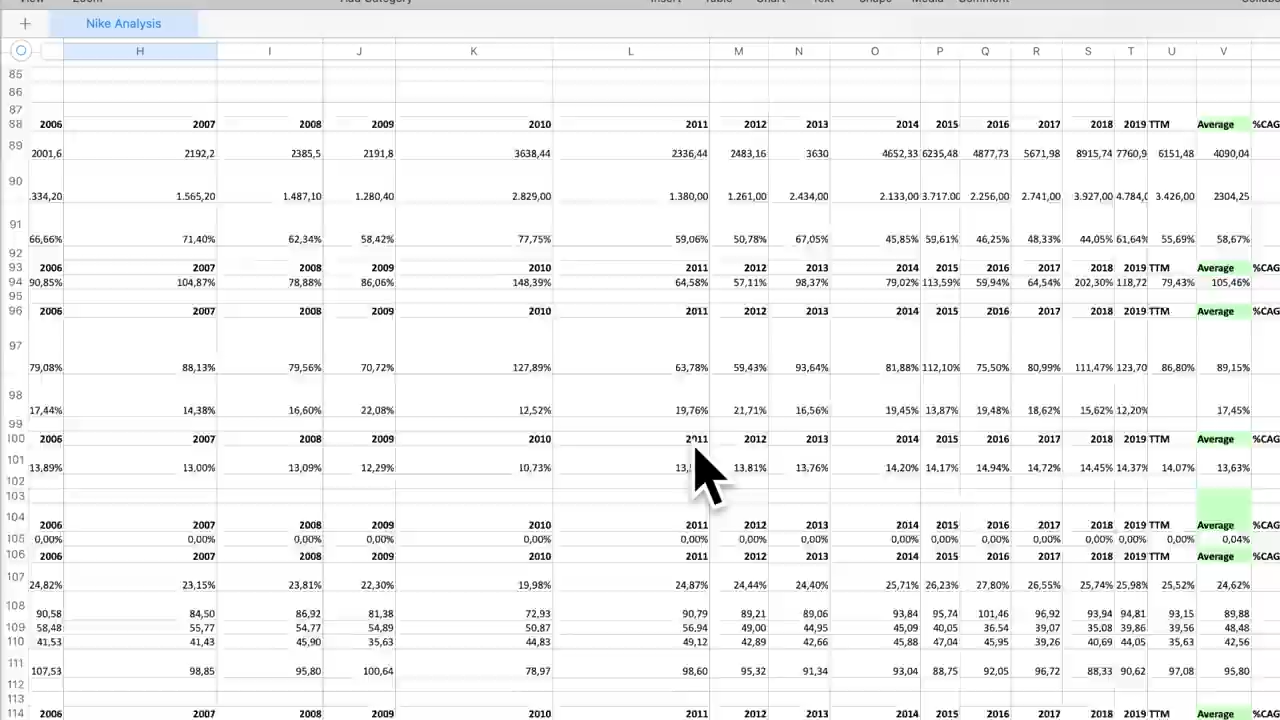 Nike Analysis
H I J K L M N O P Q R S T U V
85
86
87
88 2006 2007 2008 2009 2010 2011 2012 2013 2014 2015 2016 2017 2018 2019 TTM Average %CAG
89 2001,6 2192,2 2385,5 2191,8 3638,44 2336,44 2483,16 3630 4652,33 6235,48 4877,73 5671,98 8915,74 7760,9 6151,48 4090,04
90 .334,20 1.565,20 1.487,10 1.280,40 2.829,00 1.380,00 1.261,00 2.434,00 2.133,00 3.717,00 2.256,00 2.741,00 3.927,00 4.784,0 3.426,00 2304,25
91 66,66% 71,40% 62,34% 58,42% 77,75% 59,06% 50,78% 67,05% 45,85% 59,61% 46,25% 48,33% 44,05% 61,64% 55,69% 58,67%
92
93 2006 2007 2008 2009 2010 2011 2012 2013 2014 2015 2016 2017 2018 2019 TTM Average %CAG
94 90,85% 104,87% 78,88% 86,06% 148,39% 64,58% 57,11% 98,37% 79,02% 113,59% 59,94% 64,54% 202,30% 118,72 79,43% 105,46%
95
96 2006 2007 2008 2009 2010 2011 2012 2013 2014 2015 2016 2017 2018 2019 TTM Average %CAG
97 79,08% 88,13% 79,56% 70,72% 127,89% 63,78% 59,43% 93,64% 81,88% 112,10% 75,50% 80,99% 111,47% 123,70 86,80% 89,15%
98 17,44% 14,38% 16,60% 22,08% 12,52% 19,76% 21,71% 16,56% 19,45% 13,87% 19,48% 18,62% 15,62% 12,20% 17,45%
99
100 2006 2007 2008 2009 2010 2011 2012 2013 2014 2015 2016 2017 2018 2019 TTM Average %CAG
101 13,89% 13,00% 13,09% 12,29% 10,73% 13,81% 13,76% 14,20% 14,17% 14,94% 14,72% 14,45% 14,37% 14,07% 13,63%
102
103
104 2006 2007 2008 2009 2010 2011 2012 2013 2014 2015 2016 2017 2018 2019 TTM Average %CAG
105 0,00% 0,00% 0,00% 0,00% 0,00% 0,00% 0,00% 0,00% 0,00% 0,00% 0,00% 0,00% 0,00% 0,00% 0,00% 0,04%
106 2006 2007 2008 2009 2010 2011 2012 2013 2014 2015 2016 2017 2018 2019 TTM Average %CAG
107 24,82% 23,15% 23,81% 22,30% 19,98% 24,87% 24,44% 24,40% 25,71% 26,23% 27,80% 26,55% 25,74% 25,98% 25,52% 24,62%
108 90,58 84,50 86,92 81,38 72,93 90,79 89,21 89,06 93,84 95,74 101,46 96,92 93,94 94,81 93,15 89,88
109 58,48 55,77 54,77 54,89 50,87 56,94 49,00 44,95 45,09 40,05 36,54 39,07 35,08 39,86 39,56 48,48
110 41,53 41,43 45,90 35,63 44,83 49,12 42,89 42,66 45,88 47,04 45,95 39,26 40,69 44,05 35,63 42,56
111 107,53 98,85 95,80 100,64 78,97 98,60 95,32 91,34 93,04 88,75 92,05 96,72 88,33 90,62 97,08 95,80
112
113
114 2006 2007 2008 2009 2010 2011 2012 2013 2014 2015 2016 2017 2018 2019 TTM Average %CAG